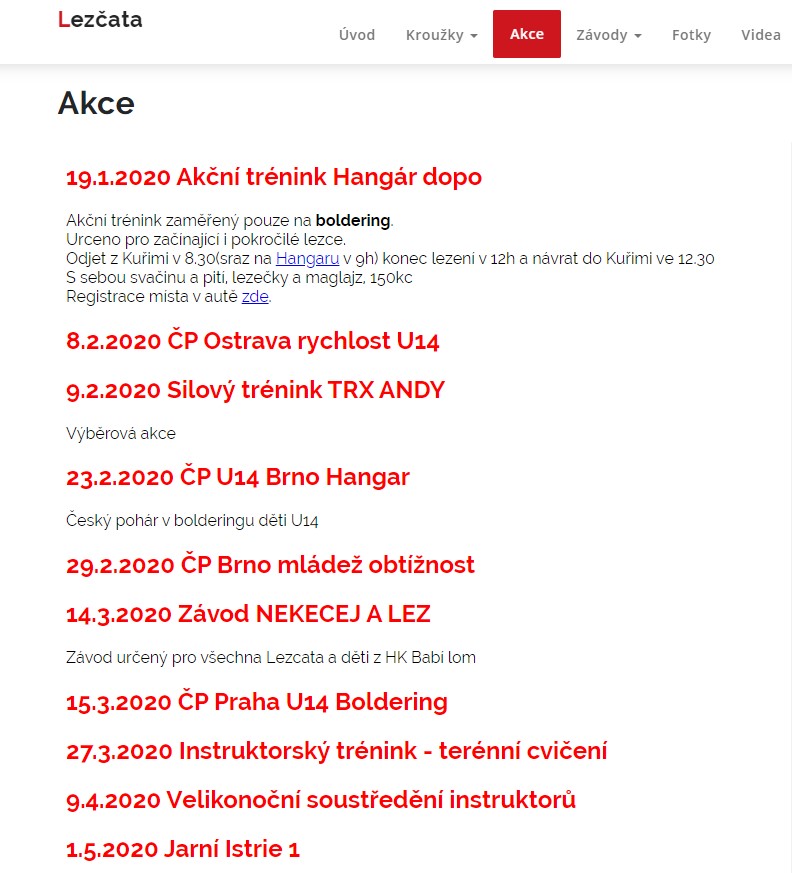 Lezčata
Úvod Kroužky Akce Závody Fotky Videa
Akce
19.1.2020 Akční trénink Hangár dopo
Akční trénink zaměřený pouze na boldering.
Urceno pro začínající i pokročilé lezce.
Odjet z Kuřimi v 8.30(sraz na Hangaru v 9h) konec lezení v 12h a návrat do Kuřimi ve 12.30
S sebou svačinu a pití, lezečky a maglajz, 150kc
Registrace místa v autě zde.
8.2.2020 ČP Ostrava rychlost U14
9.2.2020 Silový trénink TRX ANDY
Výběrová akce
23.2.2020 ČP U14 Brno Hangar
Český pohár v bolderingu děti U14
29.2.2020 ČP Brno mládež obtížnost
14.3.2020 Závod NEKECEJ A LEZ
Závod určený pro všechna Lezcata a děti z HK Babí lom
15.3.2020 ČP Praha U14 Boldering
27.3.2020 Instruktorský trénink - terénní cvičení
9.4.2020 Velikonoční soustředění instruktorů
1.5.2020 Jarní Istrie 1